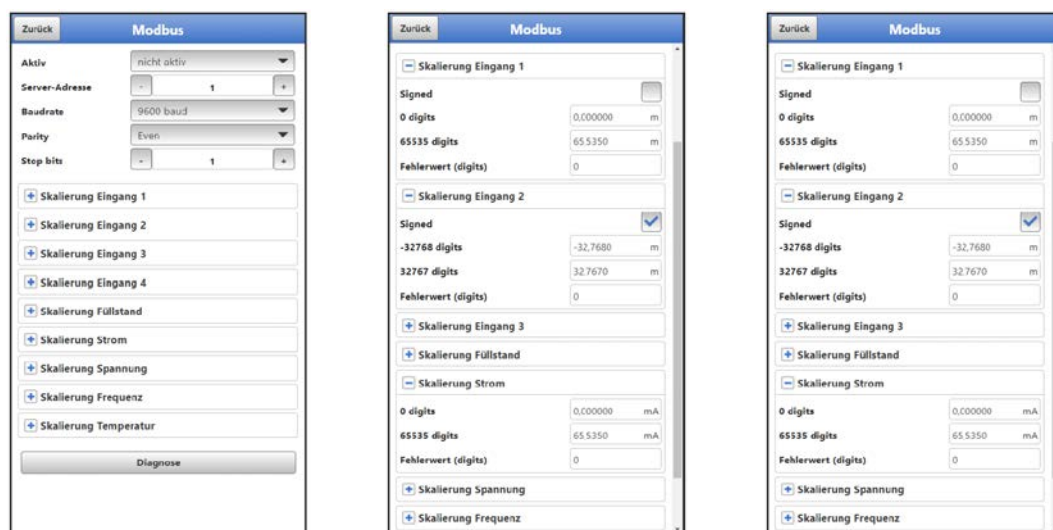 Zurück Modbus
Aktiv nicht aktiv
Server-Adresse - 1 +
Baudrate 9600 baud
Parity Even
Stop bits - 1 +
+ Skalierung Eingang 1
+ Skalierung Eingang 2
+ Skalierung Eingang 3
+ Skalierung Eingang 4
+ Skalierung Füllstand
+ Skalierung Strom
+ Skalierung Spannung
+ Skalierung Frequenz
+ Skalierung Temperatur
Diagnose
Zurück Modbus
− Skalierung Eingang 1
Signed
0 digits 0,000000 m
65535 digits 65.5350 m
Fehlerwert (digits) 0
− Skalierung Eingang 2
Signed
-32768 digits -32,7680 m
32767 digits 32.7670 m
Fehlerwert (digits) 0
+ Skalierung Eingang 3
+ Skalierung Füllstand
− Skalierung Strom
0 digits 0,000000 mA
65535 digits 65.5350 mA
Fehlerwert (digits) 0
+ Skalierung Spannung
+ Skalierung Frequenz
Zurück Modbus
− Skalierung Eingang 1
Signed
0 digits 0,000000 m
65535 digits 65.5350 m
Fehlerwert (digits) 0
− Skalierung Eingang 2
Signed
-32768 digits -32,7680 m
32767 digits 32.7670 m
Fehlerwert (digits) 0
+ Skalierung Eingang 3
+ Skalierung Füllstand
− Skalierung Strom
0 digits 0,000000 mA
65535 digits 65.5350 mA
Fehlerwert (digits) 0
+ Skalierung Spannung
+ Skalierung Frequenz